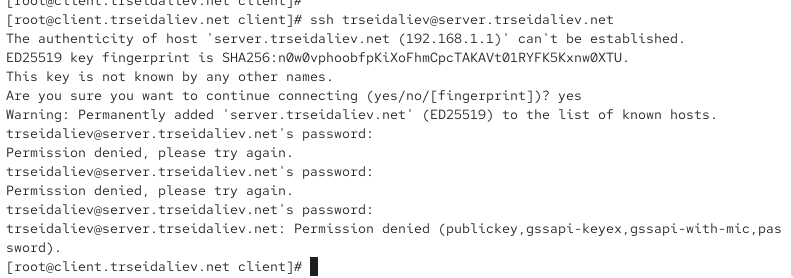 [root@client.trseidaliev.net client]#
[root@client.trseidaliev.net client]# ssh trseidaliev@server.trseidaliev.net
The authenticity of host 'server.trseidaliev.net (192.168.1.1)' can't be established.
ED25519 key fingerprint is SHA256:n0w0vphoobfpKiXoFhmCpcTAKAVt01RYFK5Kxnw0XTU.
This key is not known by any other names.
Are you sure you want to continue connecting (yes/no/[fingerprint])? yes
Warning: Permanently added 'server.trseidaliev.net' (ED25519) to the list of known hosts.
trseidaliev@server.trseidaliev.net's password:
Permission denied, please try again.
trseidaliev@server.trseidaliev.net's password:
Permission denied, please try again.
trseidaliev@server.trseidaliev.net's password:
trseidaliev@server.trseidaliev.net: Permission denied (publickey,gssapi-keyex,gssapi-with-mic,pas
sword).
[root@client.trseidaliev.net client]#